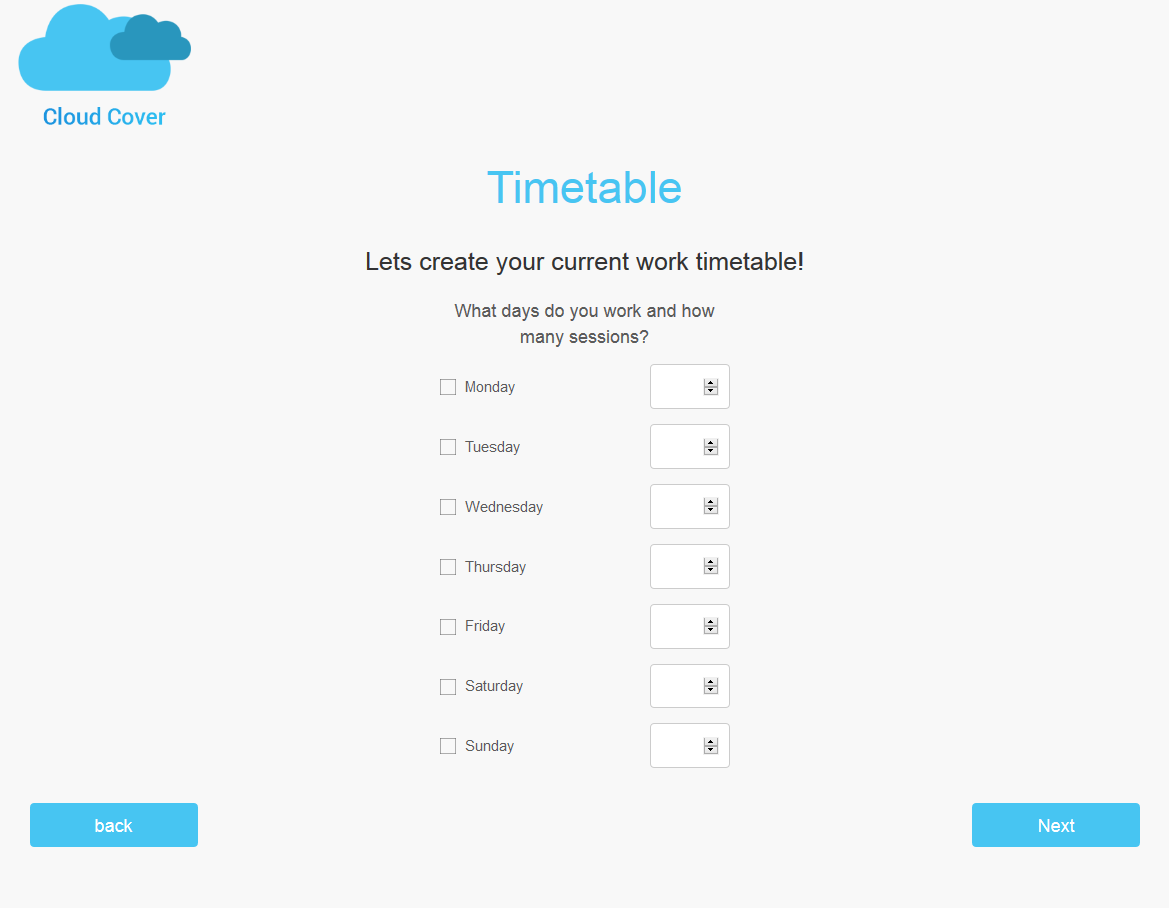 Cloud Cover
Timetable
Lets create your current work timetable!
What days do you work and how
many sessions?
Monday
Tuesday
Wednesday
Thursday
Friday
Saturday
Sunday
back
Next